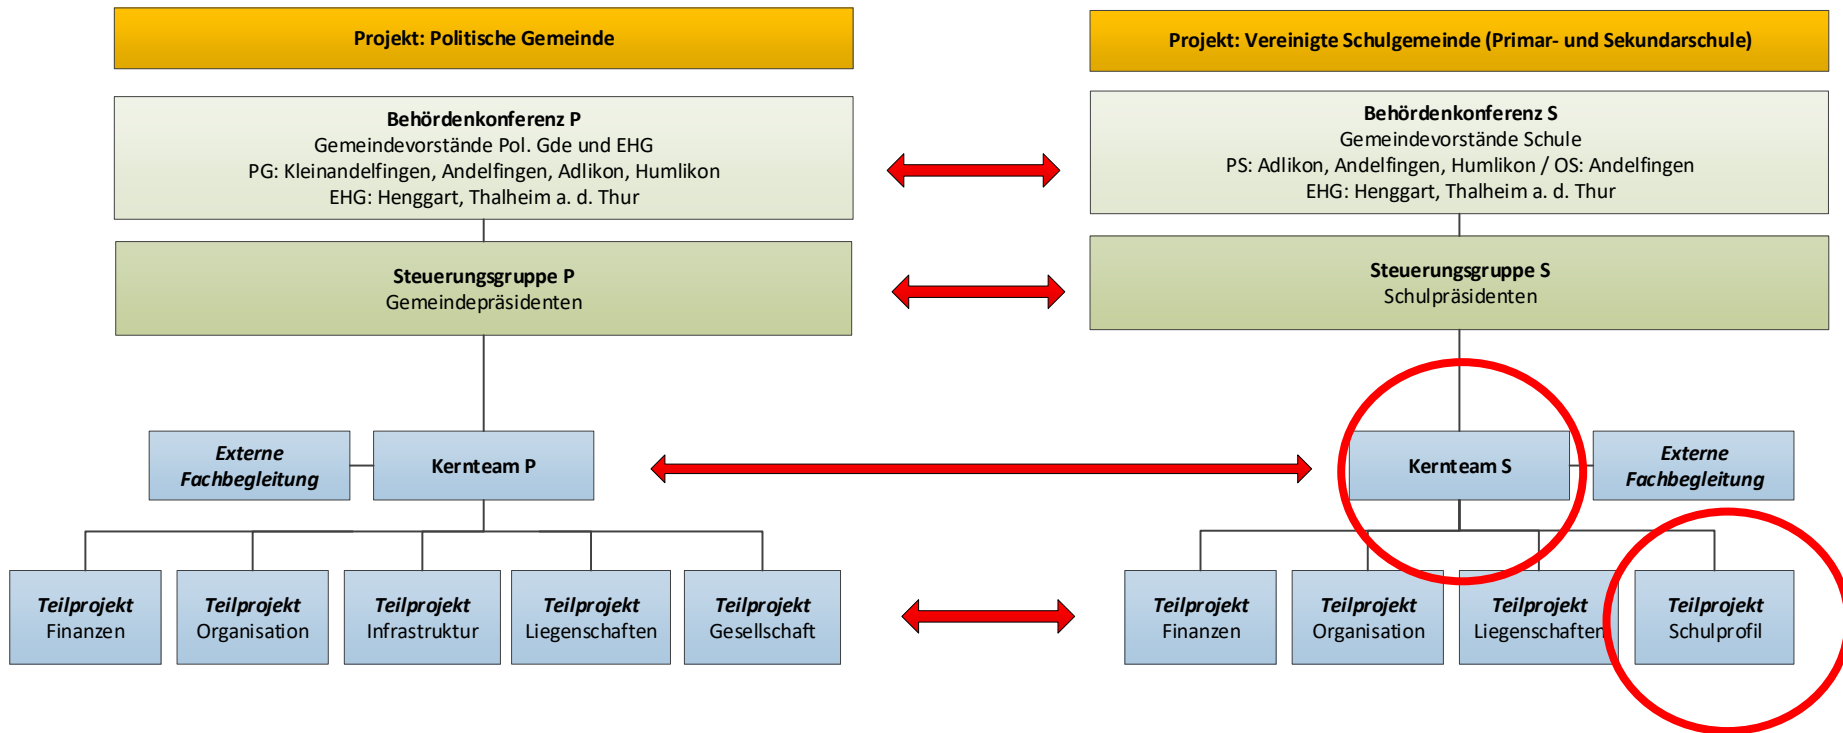 Projekt: Politische Gemeinde
Behördenkonferenz P
Gemeindevorstände Pol. Gde und EHG
PG: Kleinandelfingen, Andelfingen, Adlikon, Humlikon
EHG: Henggart, Thalheim a. d. Thur
Steuerungsgruppe P
Gemeindepräsidenten
Externe
Fachbegleitung
Kernteam P
Teilprojekt
Finanzen
Teilprojekt
Organisation
Teilprojekt
Infrastruktur
Teilprojekt
Liegenschaften
Teilprojekt
Gesellschaft
Projekt: Vereinigte Schulgemeinde (Primar- und Sekundarschule)
Behördenkonferenz S
Gemeindevorstände Schule
PS: Adlikon, Andelfingen, Humlikon / OS: Andelfingen
EHG: Henggart, Thalheim a. d. Thur
Steuerungsgruppe S
Schulpräsidenten
Kernteam S
Externe
Fachbegleitung
Teilprojekt
Finanzen
Teilprojekt
Organisation
Teilprojekt
Liegenschaften
Teilprojekt
Schulprofil